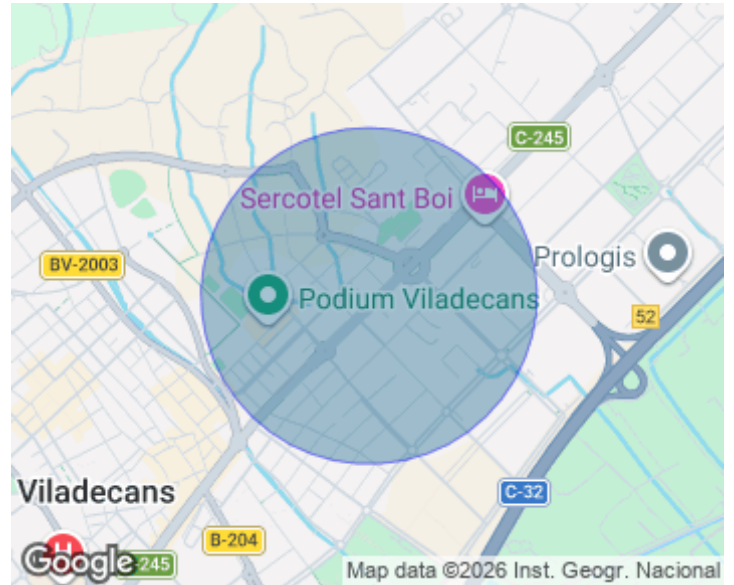 C-245
Sercotel Sant Boi
Prologis
BV-2003
Podium Viladecans
52
Viladecans
C-32
B-204
H
Google
-245
Map data ©2026 Inst. Geogr. Nacional